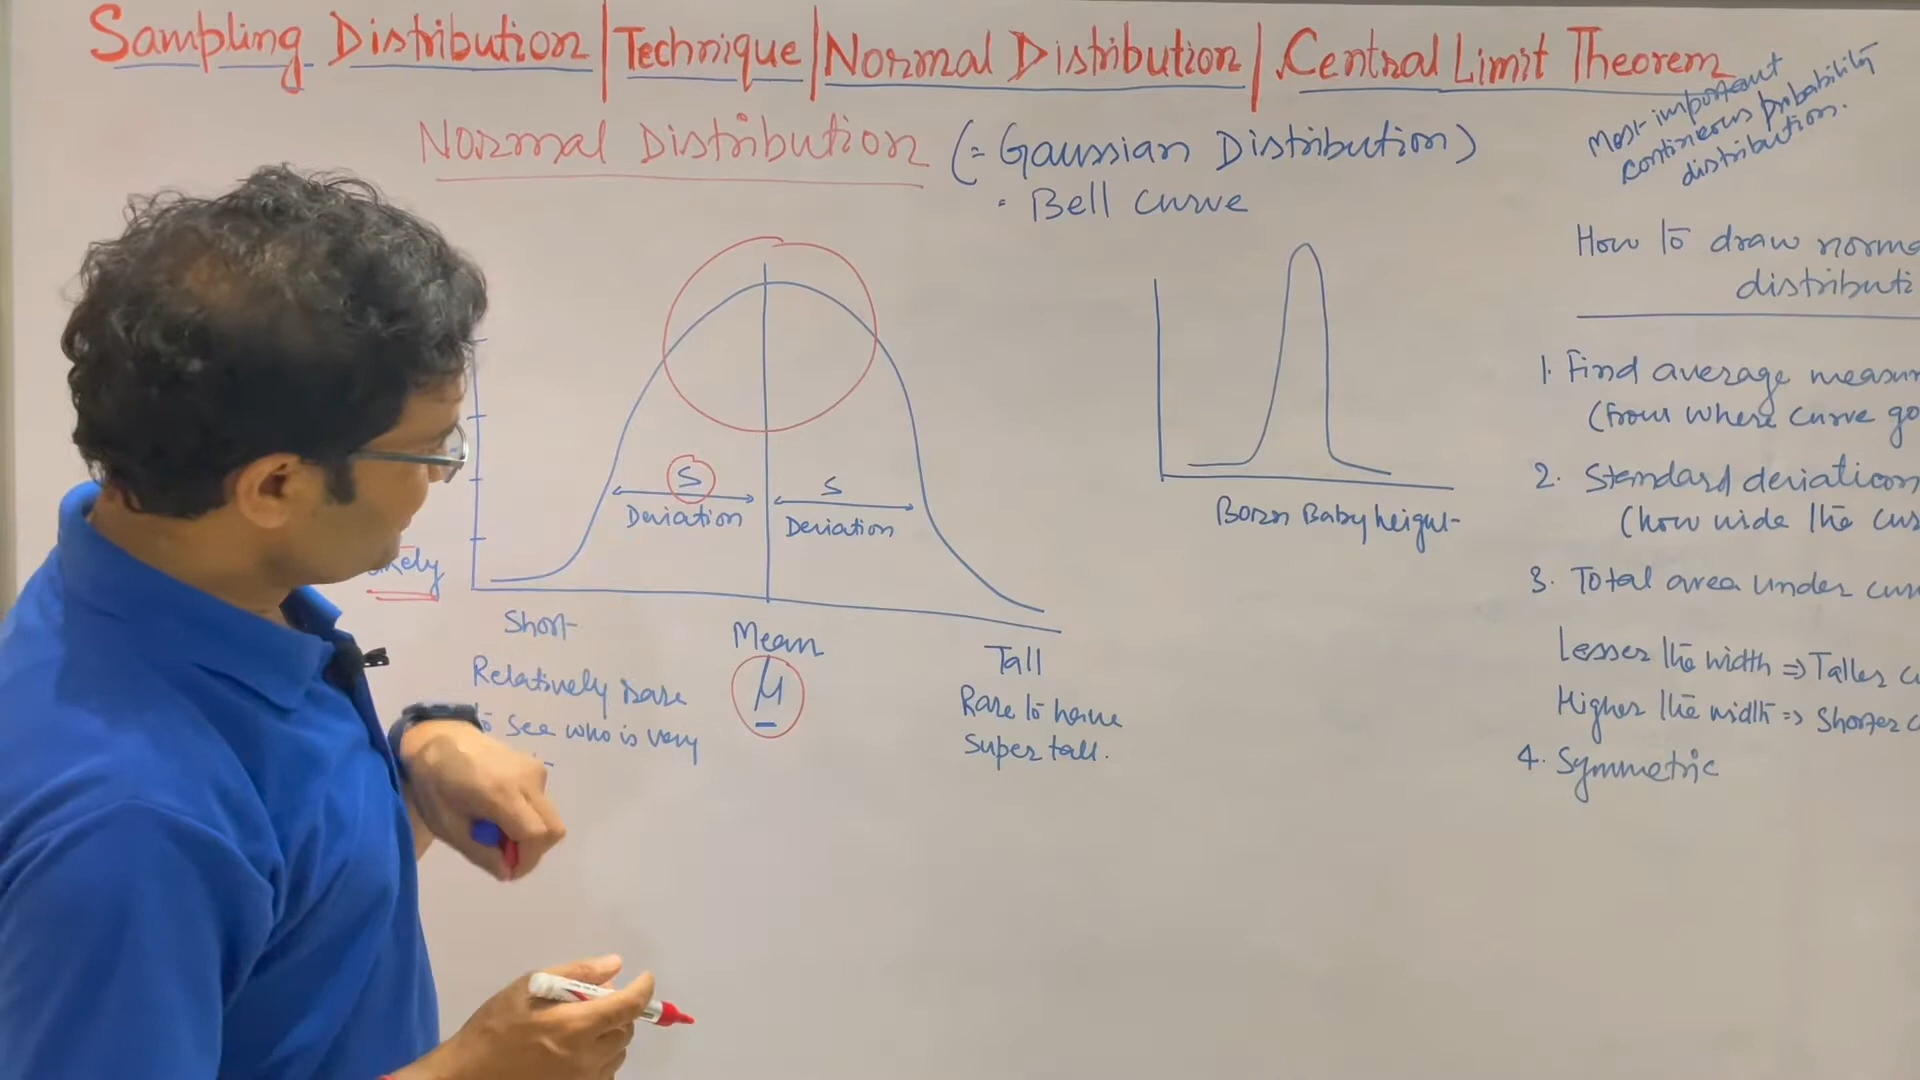 Sampling Distribution | Technique | Normal Distribution | Central Limit Theorem
Most important
continuous probability
distribution.
Normal Distribution (= Gaussian Distribution)
= Bell curve
How to draw norma
distributi
S
S
Deviation
Deviation
Short
Mean
Tall
Relatively rare
to see who is very
μ
Rare to have
Super tall.
Born Baby height
1. Find average measur
(From where curve go
2. Standard deviation
(how wide the cur
3. Total area under cur
Lesser the width => Taller c
Higher the width => Shorter c
4. Symmetric